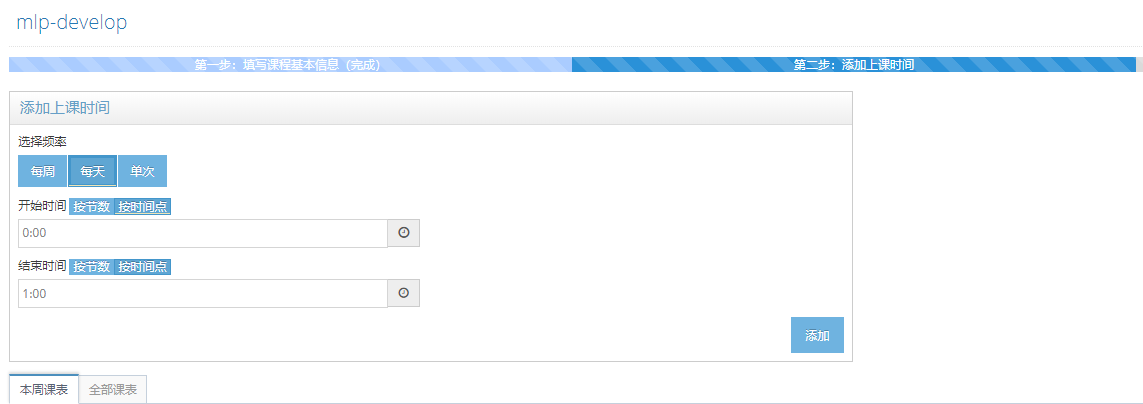 mlp-develop
第一步：填写课程基本信息（完成） 第二步：添加上课时间
添加上课时间
选择频率
每周 每天 单次
开始时间 按节数 按时间点
0:00
结束时间 按节数 按时间点
1:00
添加
本周课表 全部课表